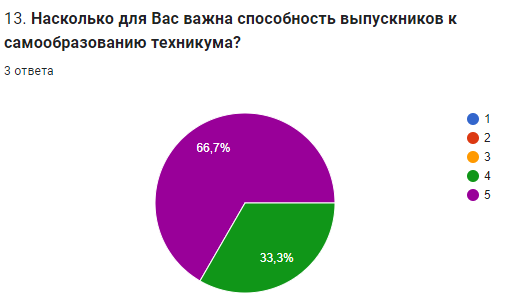 13. Насколько для Вас важна способность выпускников к
самообразованию техникума?
3 ответа
66,7%
33,3%
1
2
3
4
5